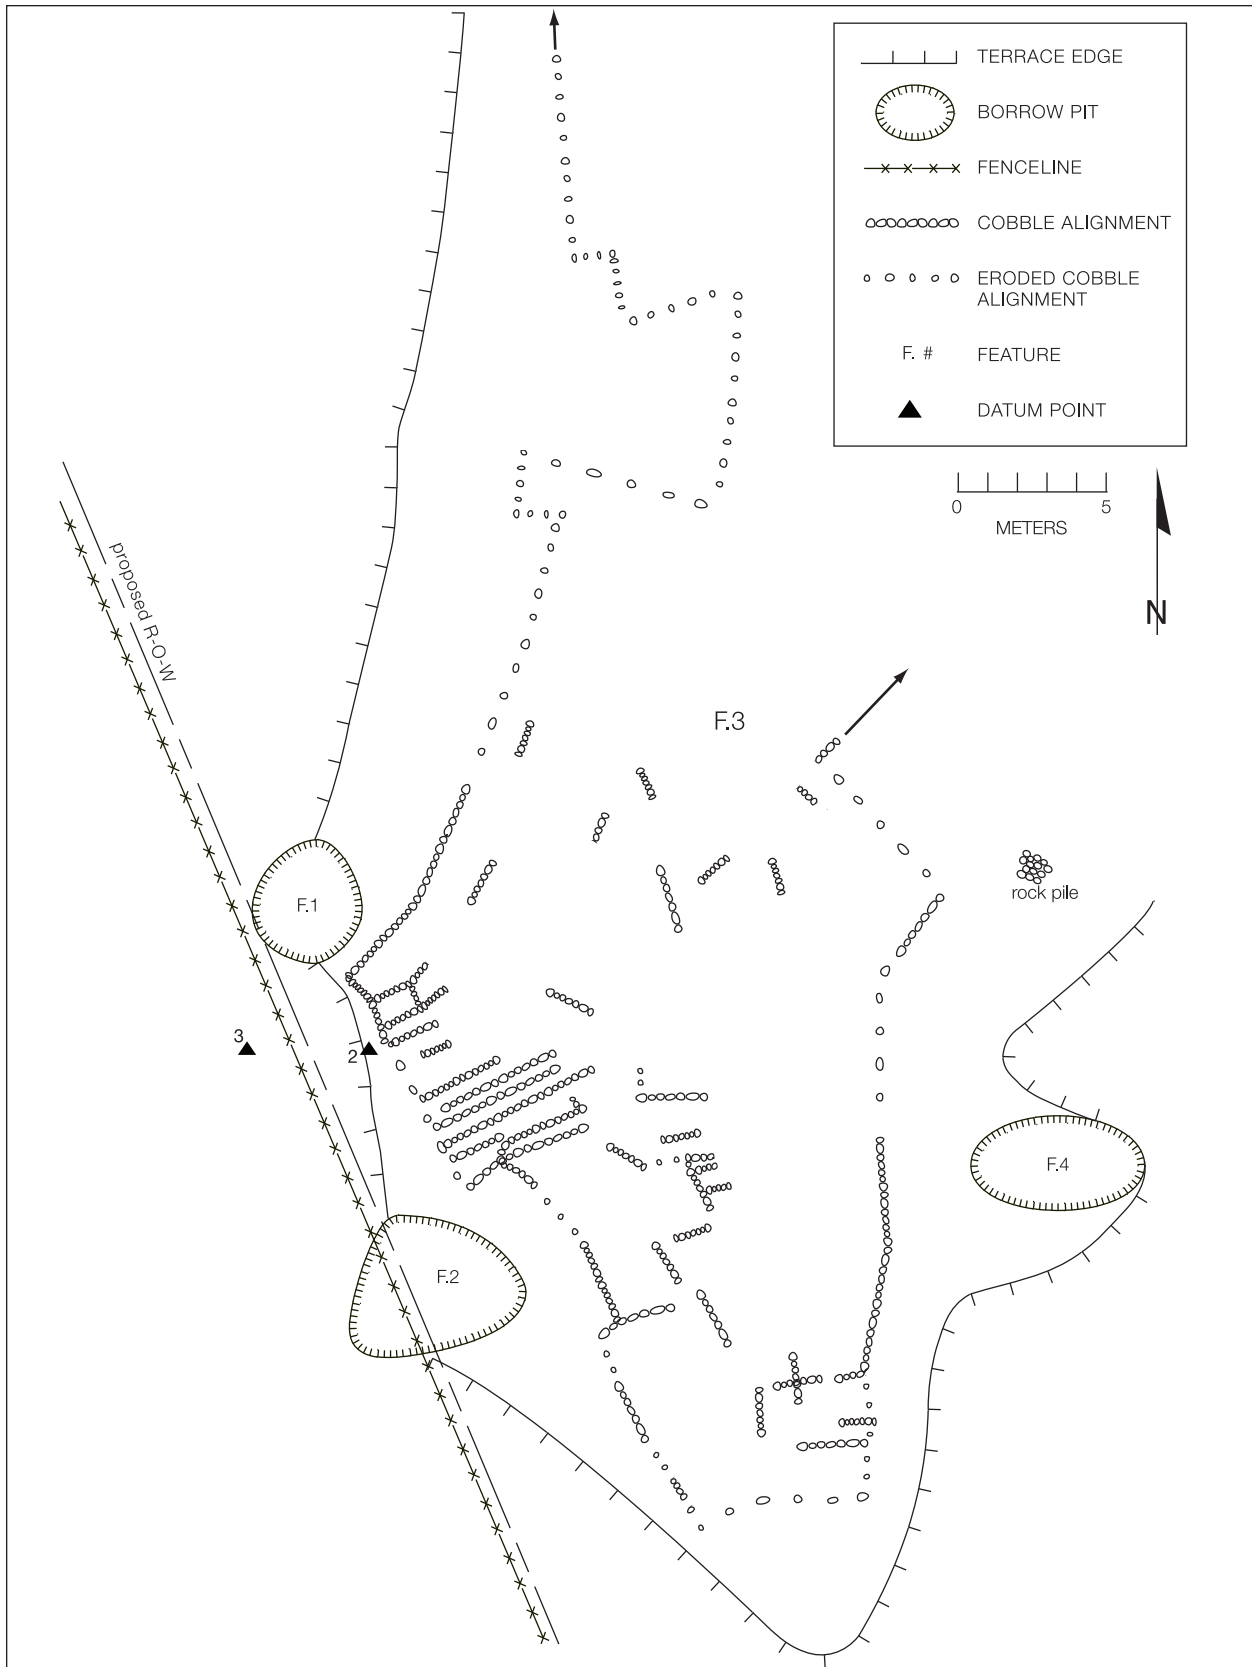 TERRACE EDGE
BORROW PIT
FENCELINE
COBBLE ALIGNMENT
ERODED COBBLE
ALIGNMENT
F. #
FEATURE
DATUM POINT
0
5
METERS
N
proposed R-O-W
F.3
rock pile
F.1
3
2
F.4
F.2